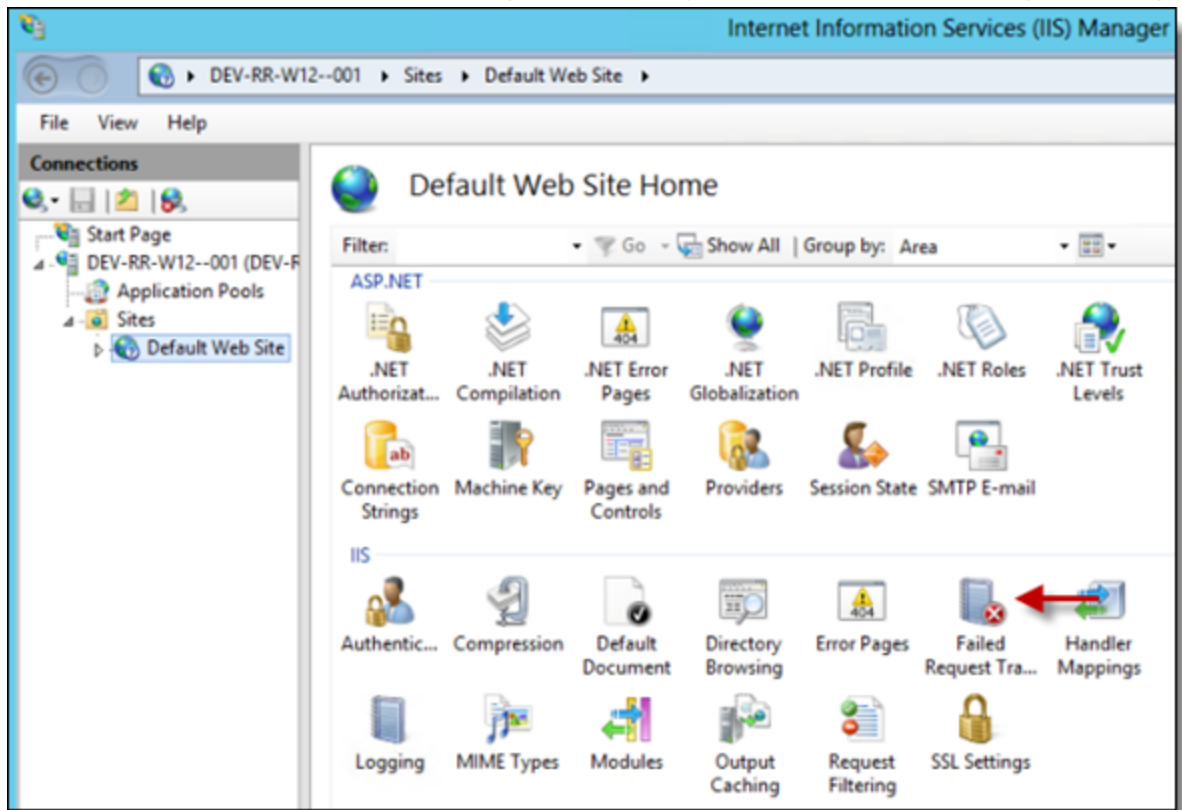 Internet Information Services (IIS) Manager
DEV-RR-W12--001 Sites Default Web Site
File View Help
Connections
Start Page
DEV-RR-W12--001 (DEV-R
Application Pools
Sites
Default Web Site
Default Web Site Home
Filter: Go Show All Group by: Area
ASP.NET
.NET Authorizat...
.NET Compilation
404
.NET Error Pages
.NET Globalization
.NET Profile
.NET Roles
.NET Trust Levels
ab
Connection Strings
Machine Key
Pages and Controls
Providers
Session State
SMTP E-mail
IIS
Authentic...
Compression
Default Document
Directory Browsing
404
Error Pages
Failed Request Tra...
Handler Mappings
Logging
MIME Types
Modules
Output Caching
Request Filtering
SSL Settings